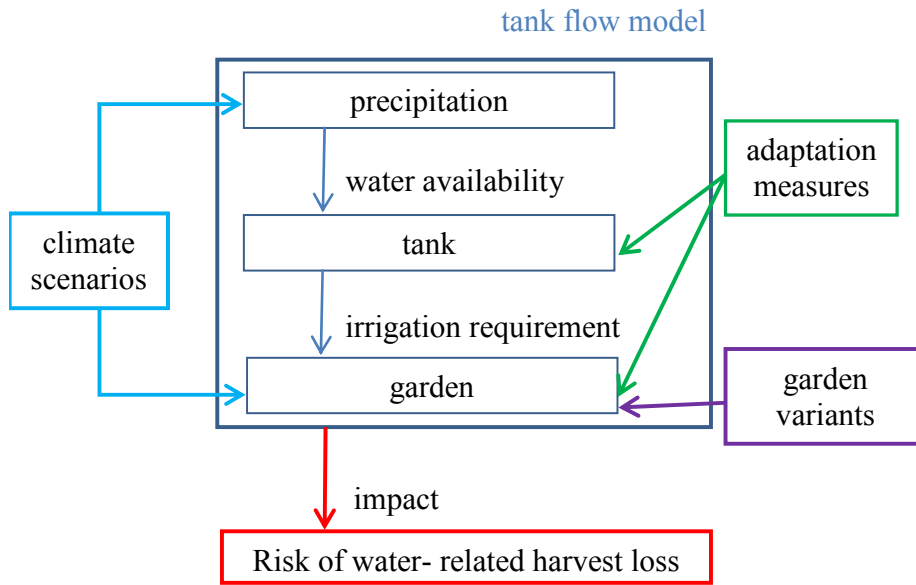 tank flow model
precipitation
water availability
adaptation
measures
climate
scenarios
tank
irrigation requirement
garden
garden
variants
impact
Risk of water- related harvest loss